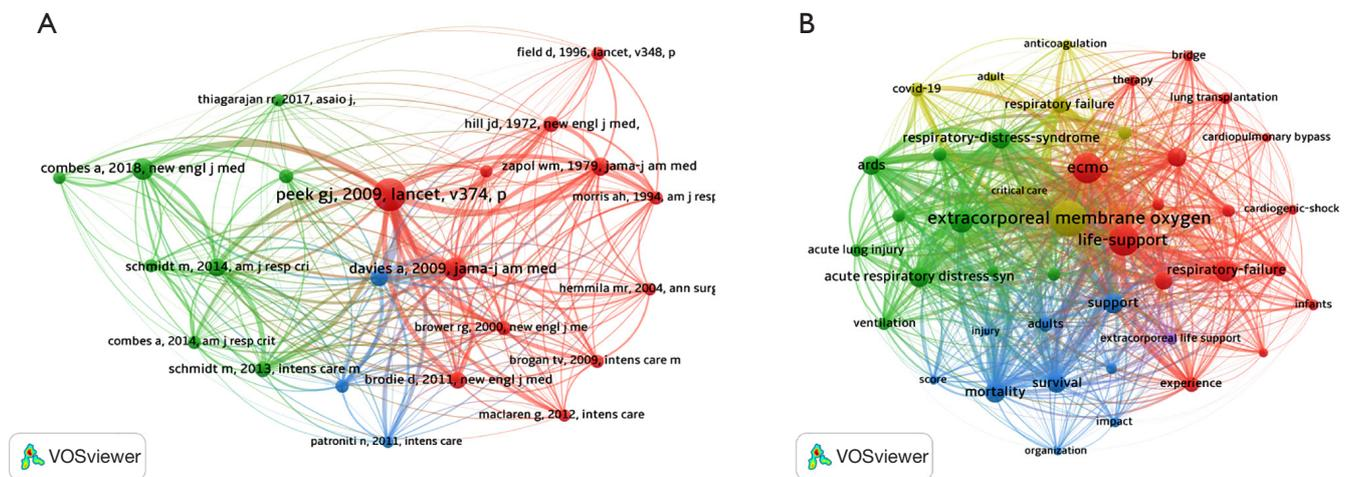 A
field d, 1996, lancet, v348, p
thiagarajan rr, 2017, asaio j,
hill jd, 1972, new engl j med,
combes a, 2018, new engl j med
zapol wm, 1979, jama-j am med
peek gj, 2009, lancet, v374, p
morris ah, 1994, am j resp
schmidt m, 2014, am j resp cri
davies a, 2009, jama-j am med
hemmila mr, 2004, ann surg
brower rg, 2000, new engl j me
combes a, 2014, am j resp crit
brogan tv, 2009, intens care m
schmidt m, 2013, intens care m
brodie d, 2011, new engl j med
maclaren g, 2012, intens care
patroniti n, 2011, intens care
VOSviewer
B
anticoagulation
bridge
adult
therapy
covid-19
respiratory failure
lung transplantation
respiratory-distress-syndrome
cardiopulmonary bypass
ards
ecmo
critical care
extracorporeal membrane oxygen
cardiogenic-shock
life-support
acute lung injury
acute respiratory distress syn
respiratory-failure
support
infants
ventilation
injury
adults
extracorporeal life support
score
mortality
survival
experience
impact
organization
VOSviewer